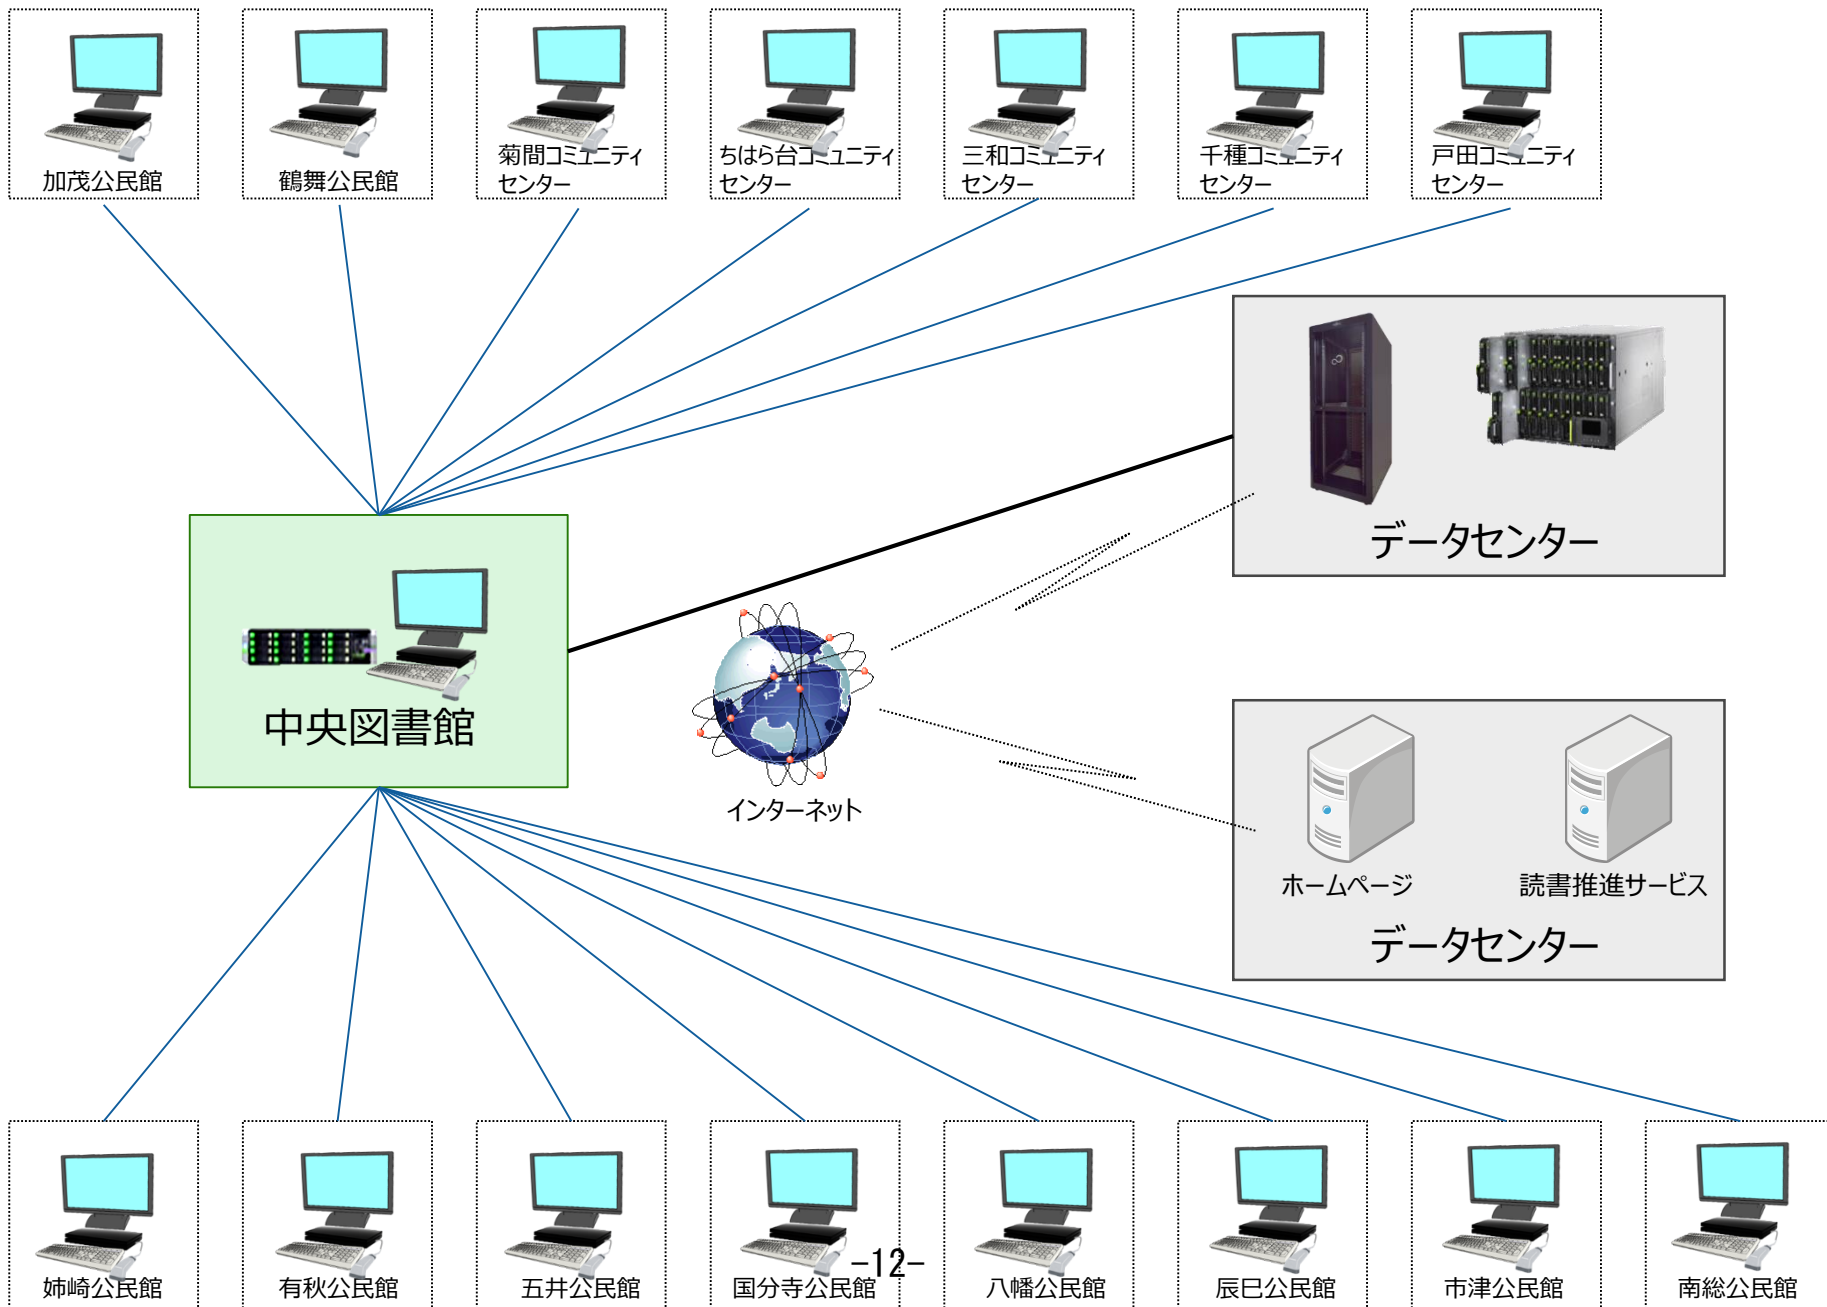 加茂公民館
鶴舞公民館
菊間コミュニティ
センター
ちはら台コミュニティ
センター
三和コミュニティ
センター
千種コミュニティ
センター
戸田コミュニティ
センター
データセンター
中央図書館
インターネット
ホームページ
読書推進サービス
データセンター
姉崎公民館
有秋公民館
五井公民館
国分寺公民館
-12-
八幡公民館
辰巳公民館
市津公民館
南総公民館